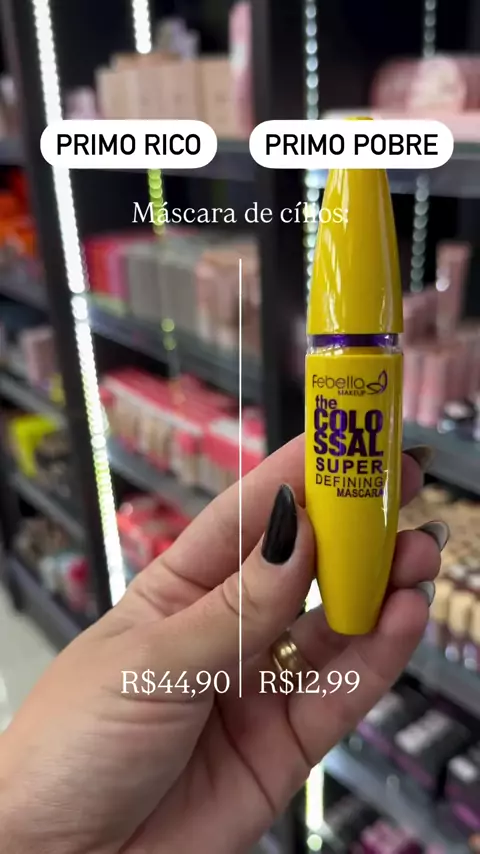 PRIMO RICO
PRIMO POBRE
Máscara de cílios:
Febella
MAKEUP
the
COLO
SSAL
SUPER
DEFINING
MASCARA
R$44,90
R$12,99